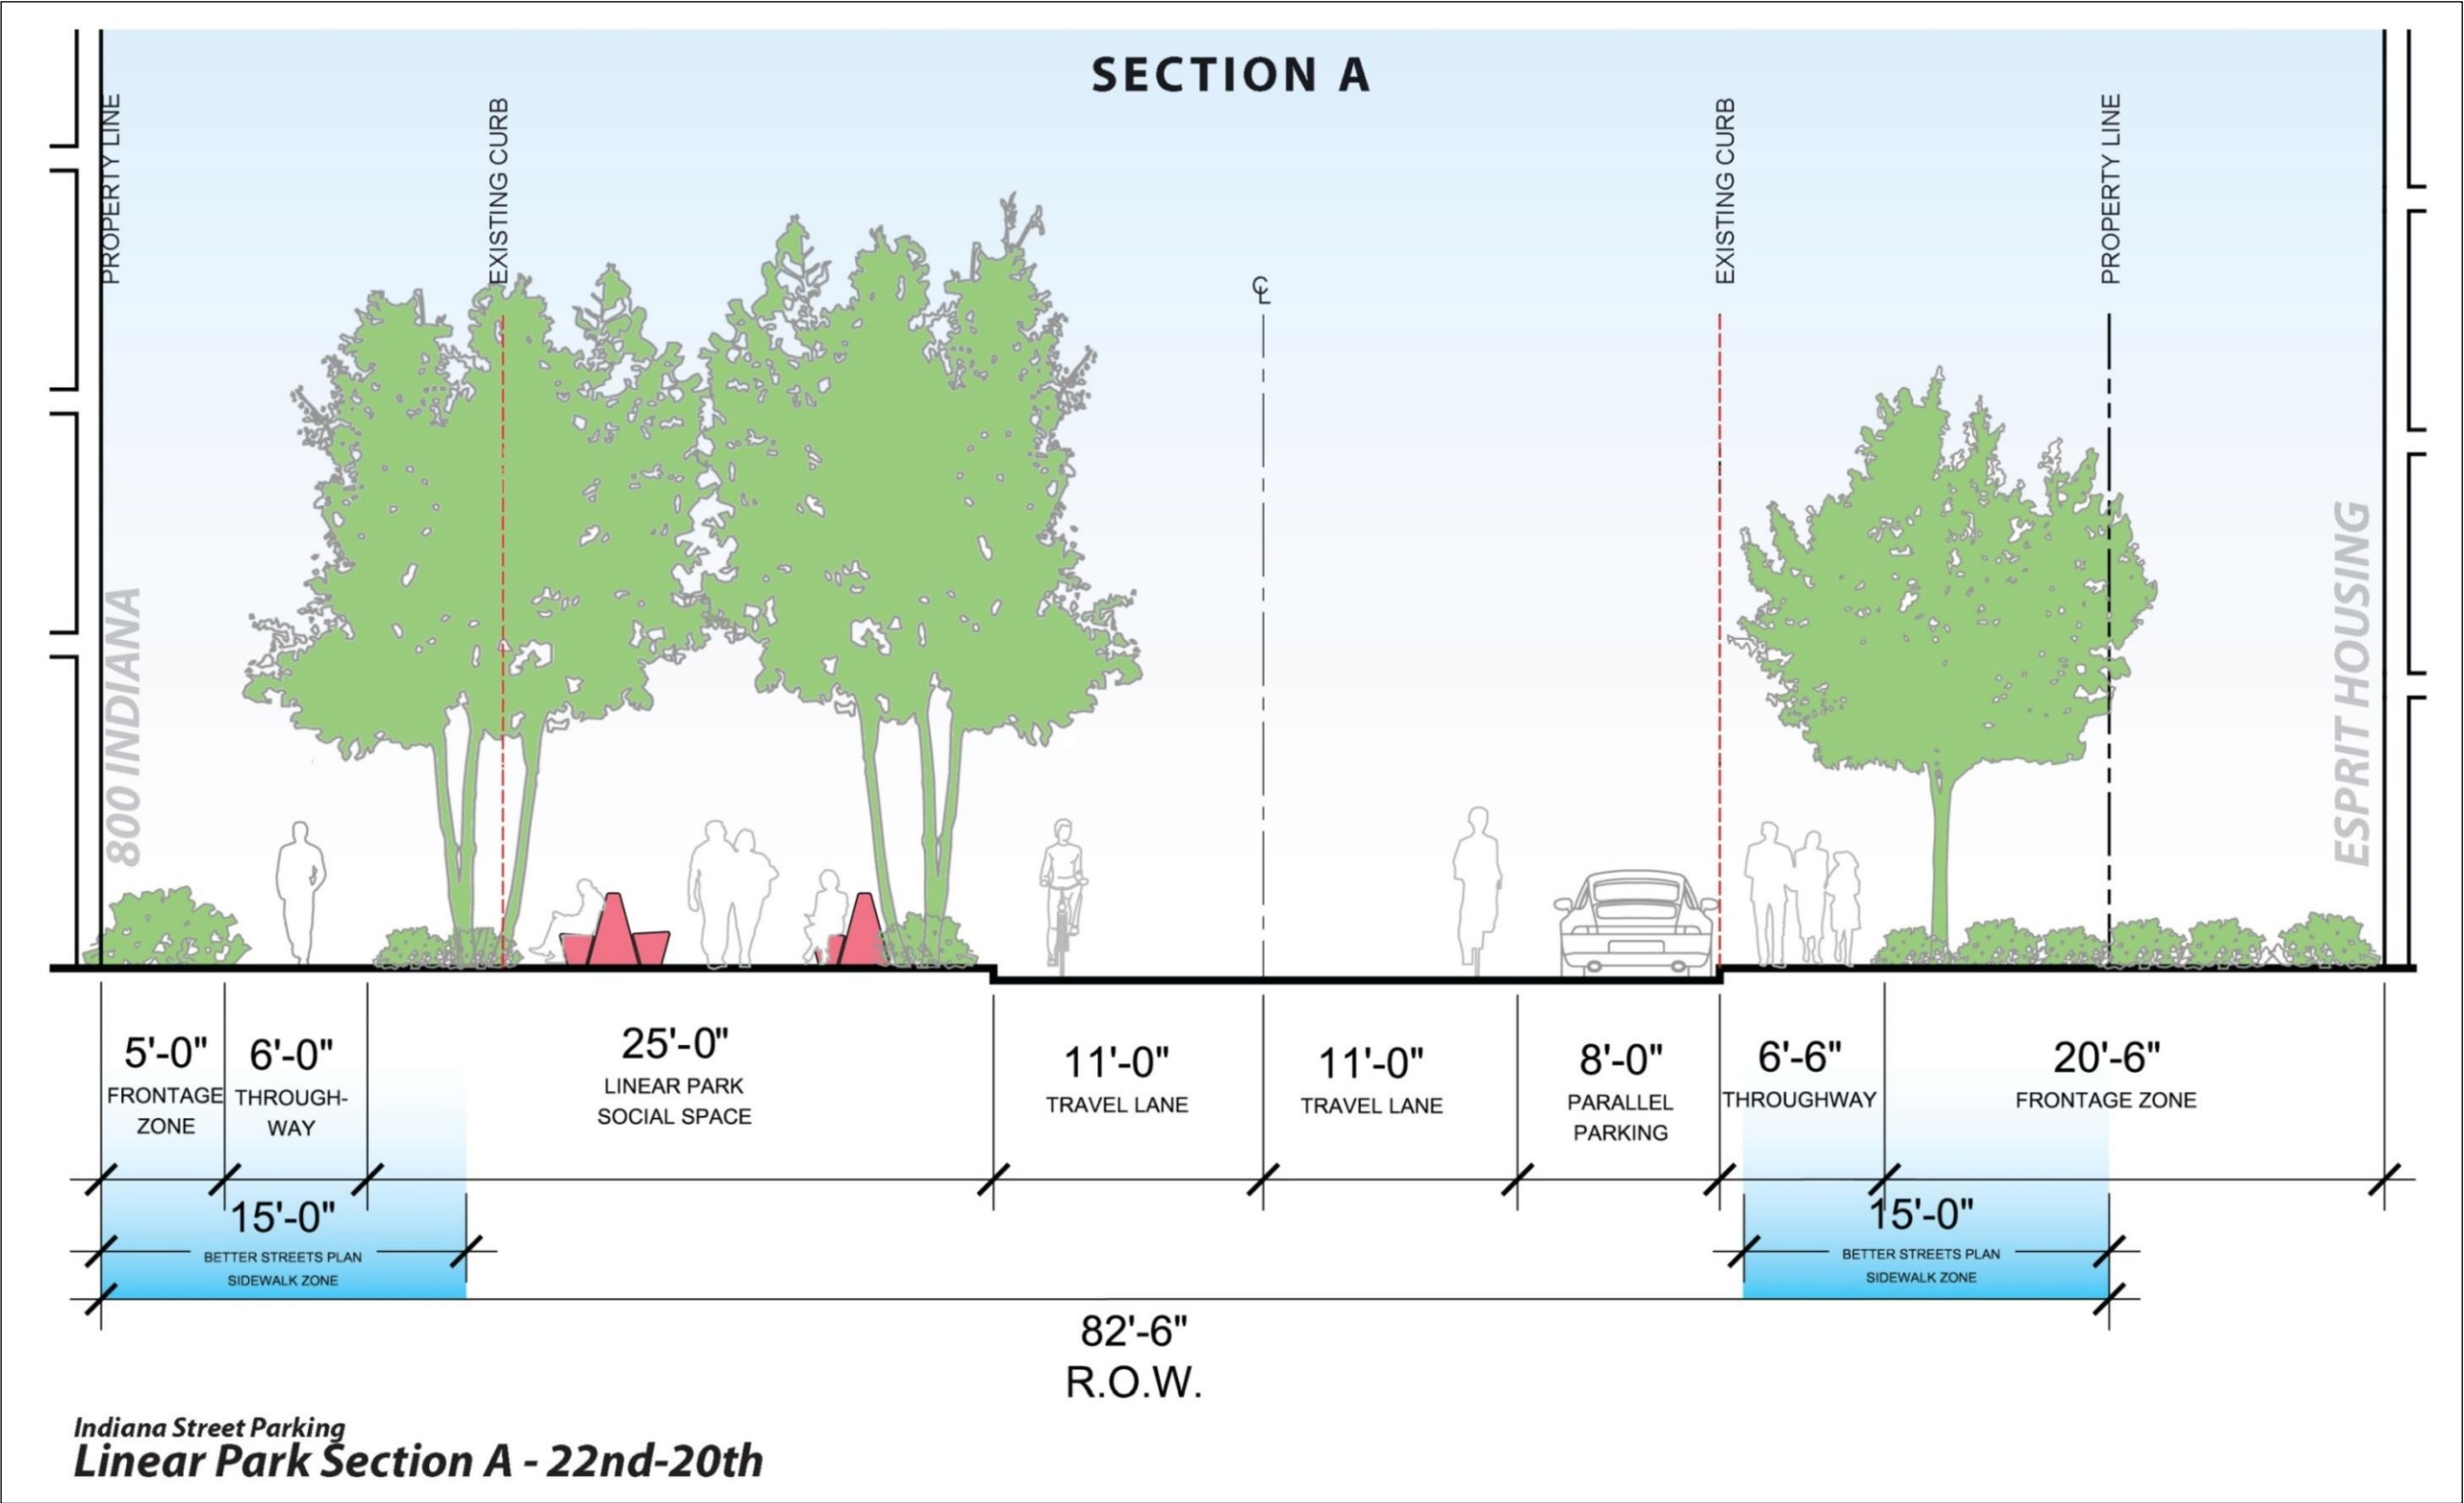 SECTION A
PROPERTY LINE
EXISTING CURB
℄
EXISTING CURB
PROPERTY LINE
800 INDIANA
ESPRIT HOUSING
5'-0"
FRONTAGE
ZONE
6'-0"
THROUGH-
WAY
25'-0"
LINEAR PARK
SOCIAL SPACE
11'-0"
TRAVEL LANE
11'-0"
TRAVEL LANE
8'-0"
PARALLEL
PARKING
6'-6"
THROUGHWAY
20'-6"
FRONTAGE ZONE
15'-0"
BETTER STREETS PLAN
SIDEWALK ZONE
15'-0"
BETTER STREETS PLAN
SIDEWALK ZONE
82'-6"
R.O.W.
Indiana Street Parking
Linear Park Section A - 22nd-20th